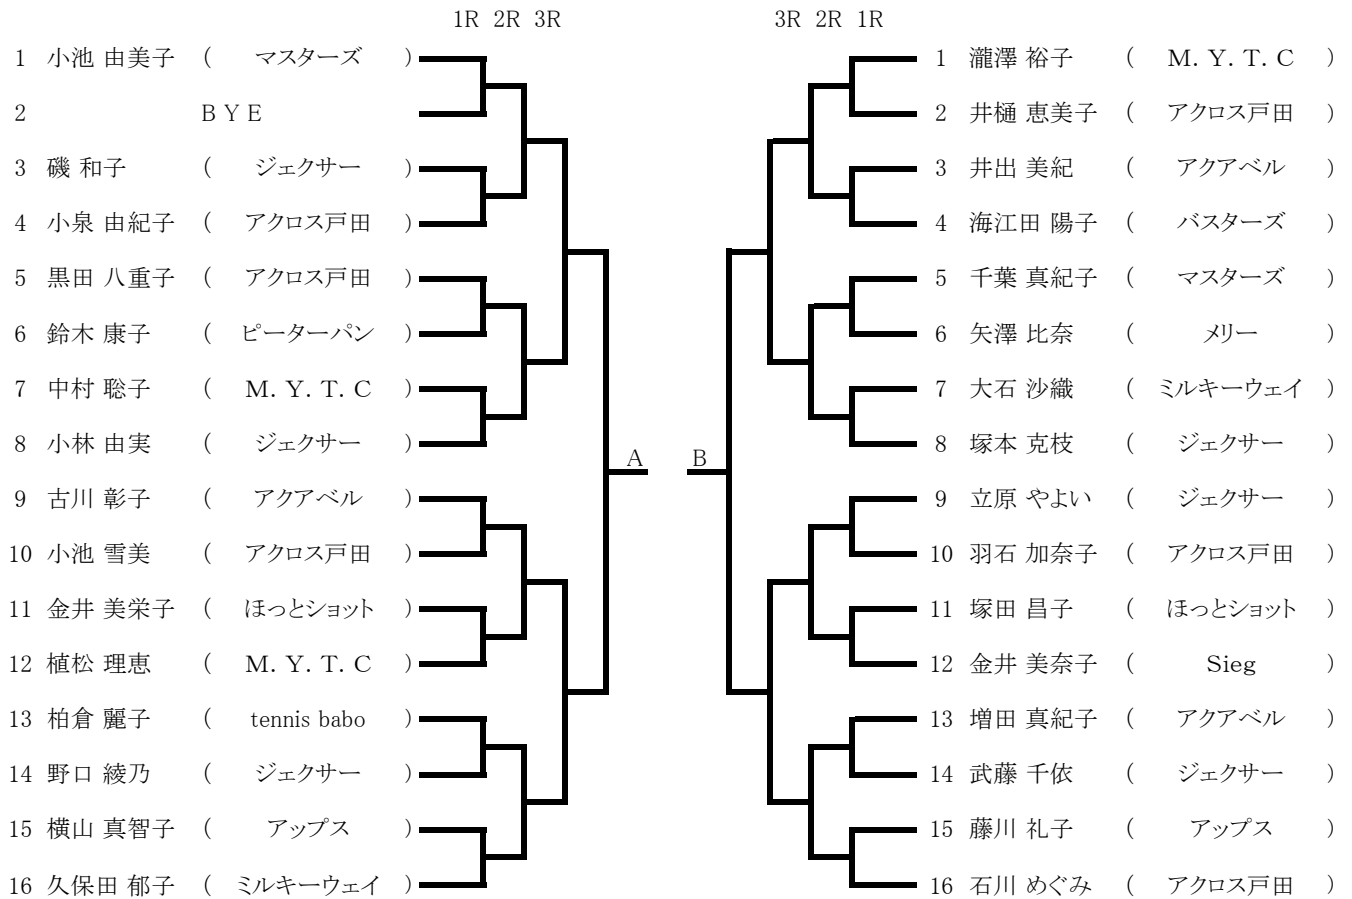 1R 2R 3R
1 小池 由美子 ( マスターズ )
2 BYE
3 磯 和子 ( ジェクサー )
4 小泉 由紀子 ( アクロス戸田 )
5 黒田 八重子 ( アクロス戸田 )
6 鈴木 康子 ( ピーターパン )
7 中村 聡子 ( M.Y.T.C )
8 小林 由実 ( ジェクサー )
A
9 古川 彰子 ( アクアベル )
10 小池 雪美 ( アクロス戸田 )
11 金井 美栄子 ( ほっとショット )
12 植松 理恵 ( M.Y.T.C )
13 柏倉 麗子 ( tennis babo )
14 野口 綾乃 ( ジェクサー )
15 横山 真智子 ( アップス )
16 久保田 郁子 ( ミルキーウェイ )
3R 2R 1R
1 瀧澤 裕子 ( M.Y.T.C )
2 井樋 恵美子 ( アクロス戸田 )
3 井出 美紀 ( アクアベル )
4 海江田 陽子 ( バスターズ )
5 千葉 真紀子 ( マスターズ )
6 矢澤 比奈 ( メリー )
7 大石 沙織 ( ミルキーウェイ )
8 塚本 克枝 ( ジェクサー )
B
9 立原 やよい ( ジェクサー )
10 羽石 加奈子 ( アクロス戸田 )
11 塚田 昌子 ( ほっとショット )
12 金井 美奈子 ( Sieg )
13 増田 真紀子 ( アクアベル )
14 武藤 千依 ( ジェクサー )
15 藤川 礼子 ( アップス )
16 石川 めぐみ ( アクロス戸田 )